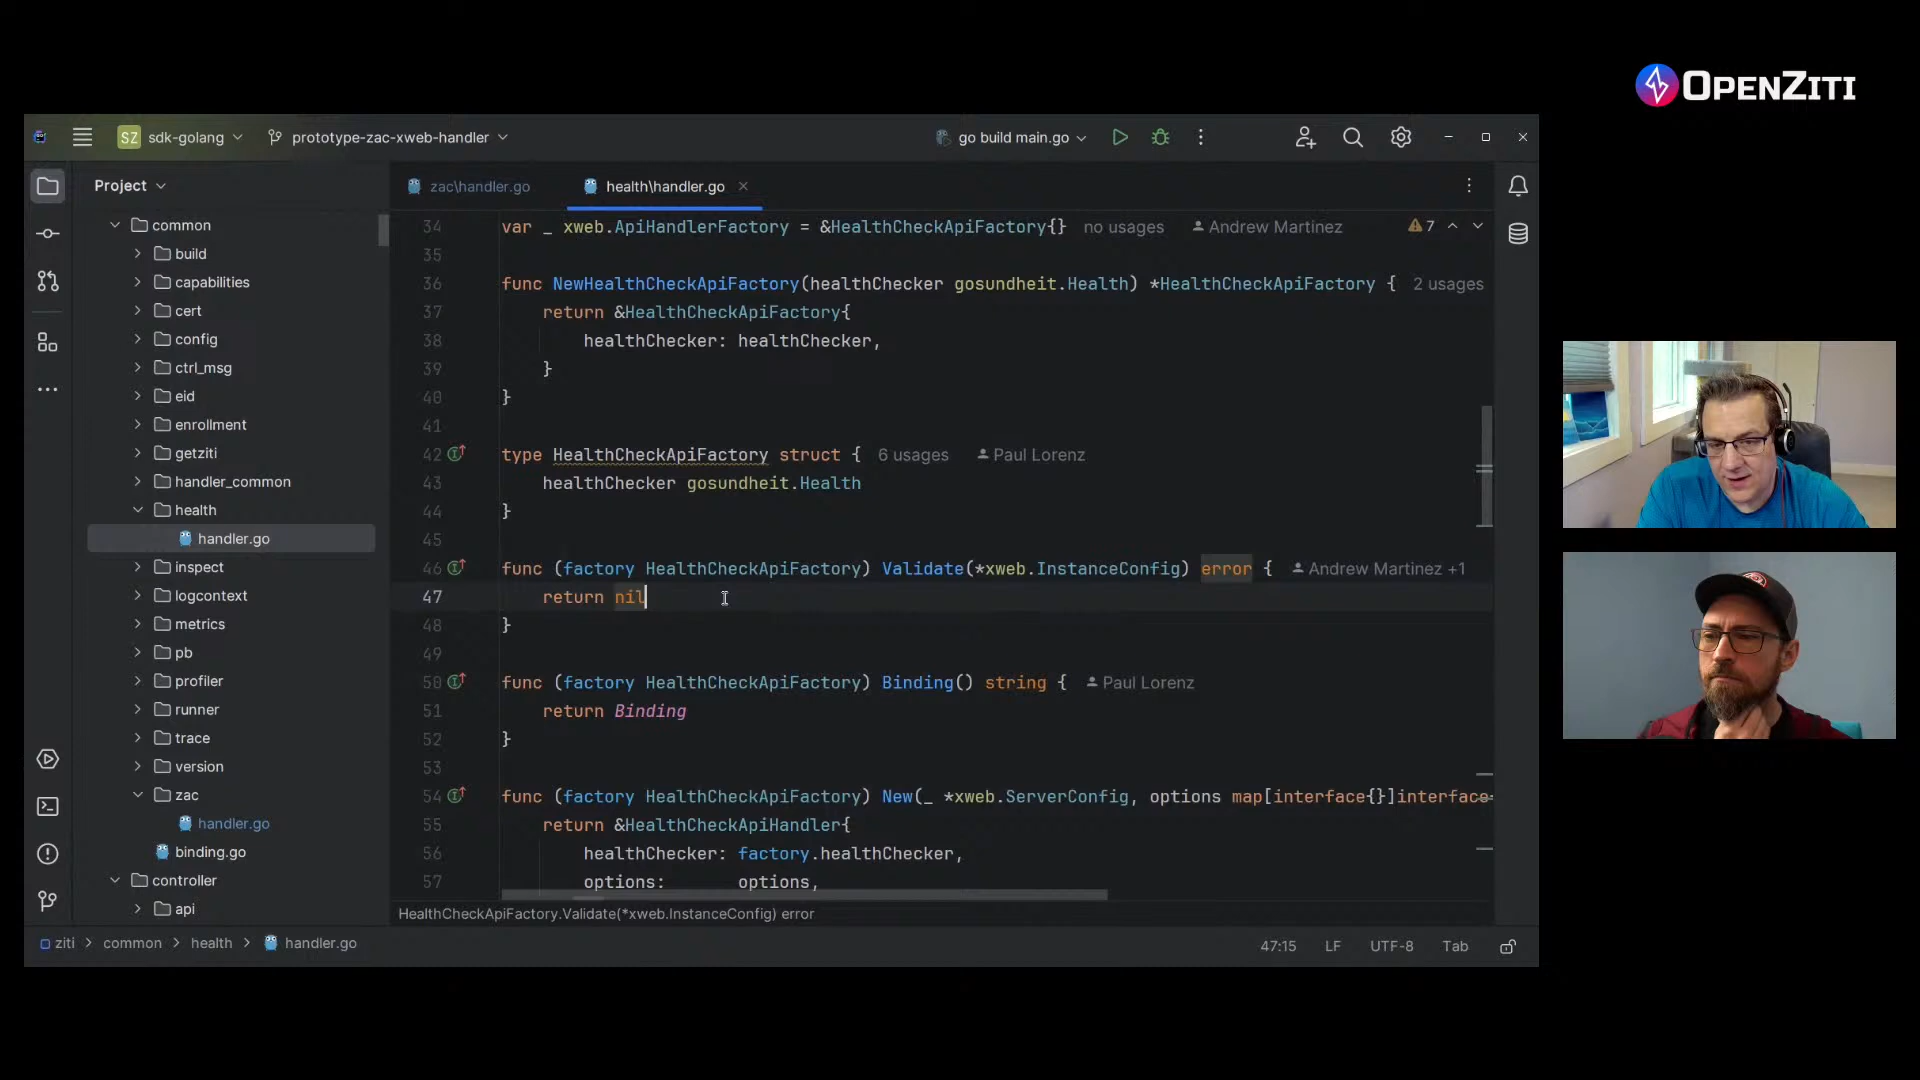 OPENZITI
SZ sdk-golang prototype-zac-xweb-handler go build main.go
Project
zac\handler.go health\handler.go
common
build
capabilities
cert
config
ctrl_msg
eid
enrollment
getziti
handler_common
health
handler.go
inspect
logcontext
metrics
pb
profiler
runner
trace
version
zac
handler.go
binding.go
controller
api
34 var _ xweb.ApiHandlerFactory = &HealthCheckApiFactory{} no usages Andrew Martinez 7
35
36 func NewHealthCheckApiFactory(healthChecker gosundheit.Health) *HealthCheckApiFactory { 2 usages
37 return &HealthCheckApiFactory{
38 healthChecker: healthChecker,
39 }
40 }
41
42 type HealthCheckApiFactory struct { 6 usages Paul Lorenz
43 healthChecker gosundheit.Health
44 }
45
46 func (factory HealthCheckApiFactory) Validate(*xweb.InstanceConfig) error { Andrew Martinez +1
47 return nil
48 }
49
50 func (factory HealthCheckApiFactory) Binding() string { Paul Lorenz
51 return Binding
52 }
53
54 func (factory HealthCheckApiFactory) New(_ *xweb.ServerConfig, options map[interface{}]interface
55 return &HealthCheckApiHandler{
56 healthChecker: factory.healthChecker,
57 options: options,
HealthCheckApiFactory.Validate(*xweb.InstanceConfig) error
ziti > common > health > handler.go 47:15 LF UTF-8 Tab